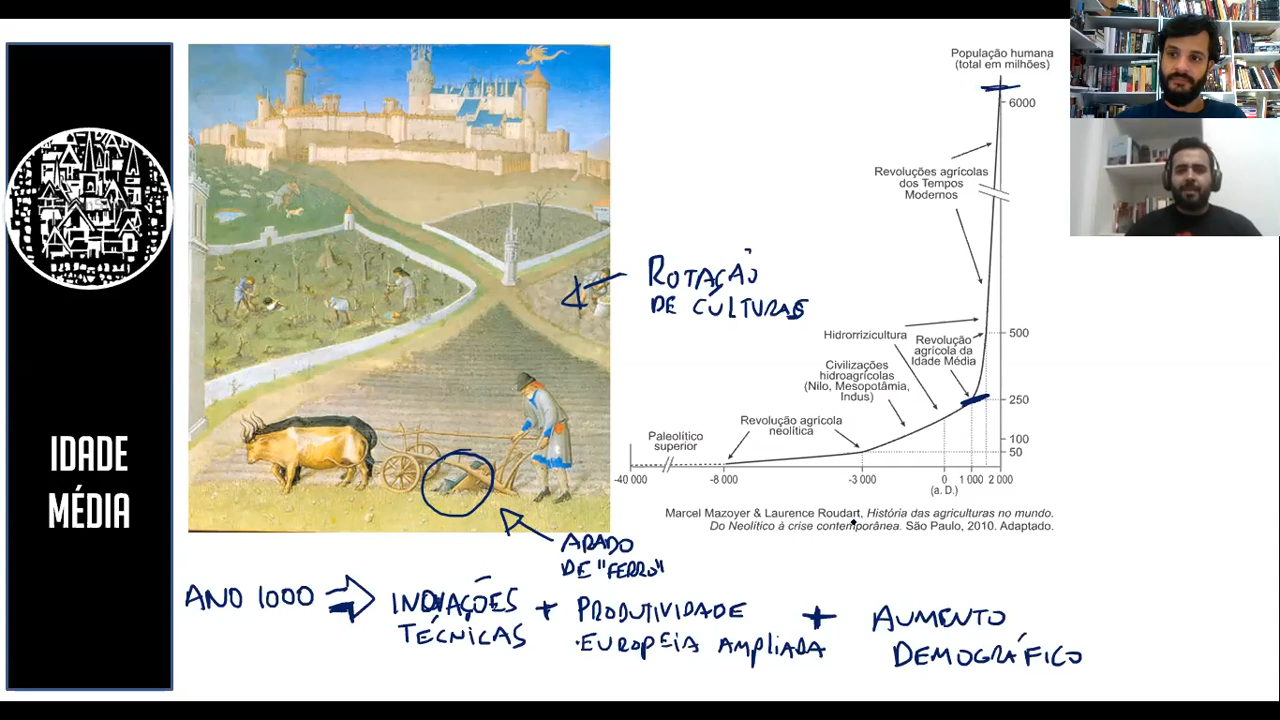 IDADE
MÉDIA
ROTAÇÃO
DE CULTURAS
População humana
(total em milhões)
6000
Revoluções agrícolas
dos Tempos
Modernos
Hidrorrizicultura
Revolução
agrícola da
Idade Média
500
Civilizações
hidroagrícolas
(Nilo, Mesopotâmia,
Indus)
250
Revolução agrícola
neolítica
Paleolítico
superior
100
50
-40 000 -8 000 -3 000 0 1 000 2 000
(a. D.)
Marcel Mazoyer & Laurence Roudart, História das agriculturas no mundo.
Do Neolítico à crise contemporânea. São Paulo, 2010. Adaptado.
ARADO
DE "FERRO"
ANO 1000 INOVAÇÕES + PRODUTIVIDADE + AUMENTO
TÉCNICAS EUROPEIA AMPLIADA DEMOGRÁFICO